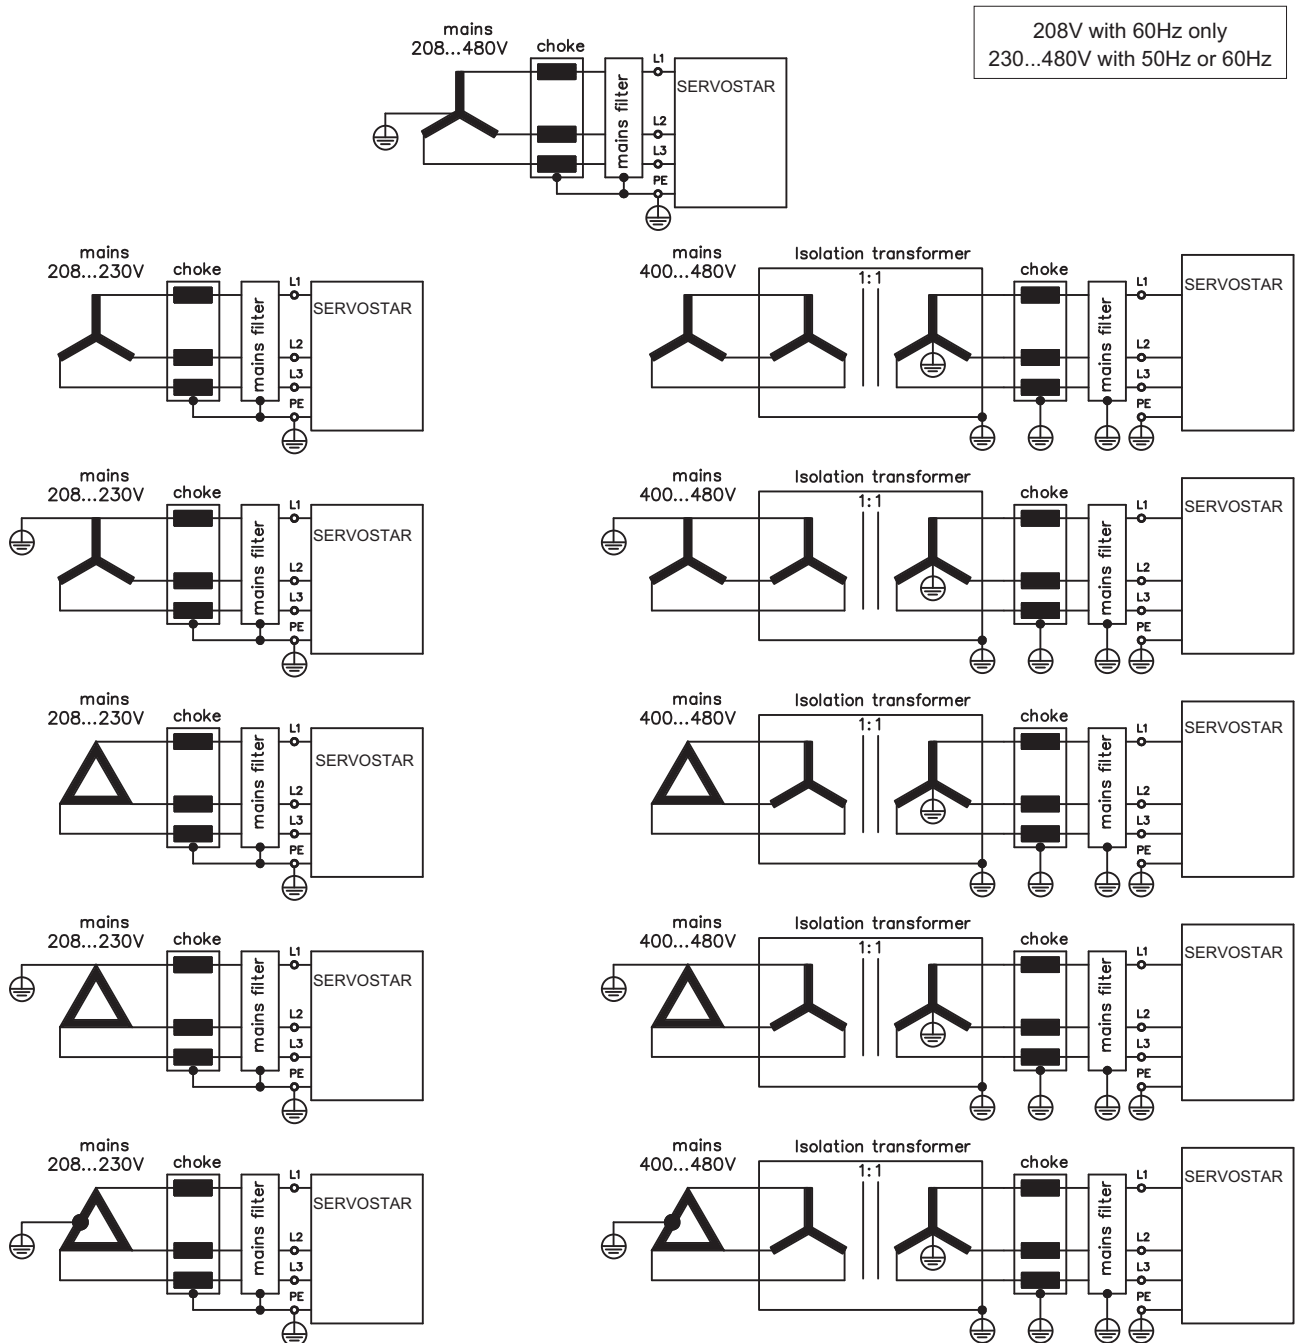 208V with 60Hz only
230...480V with 50Hz or 60Hz
mains
208...480V
choke
mains filter
L1
L2
L3
PE
SERVOSTAR
mains
208...230V
choke
mains filter
L1
L2
L3
PE
SERVOSTAR
mains
400...480V
Isolation transformer
1:1
choke
mains filter
L1
L2
L3
PE
SERVOSTAR
mains
208...230V
choke
mains filter
L1
L2
L3
PE
SERVOSTAR
mains
400...480V
Isolation transformer
1:1
choke
mains filter
L1
L2
L3
PE
SERVOSTAR
mains
208...230V
choke
mains filter
L1
L2
L3
PE
SERVOSTAR
mains
400...480V
Isolation transformer
1:1
choke
mains filter
L1
L2
L3
PE
SERVOSTAR
mains
208...230V
choke
mains filter
L1
L2
L3
PE
SERVOSTAR
mains
400...480V
Isolation transformer
1:1
choke
mains filter
L1
L2
L3
PE
SERVOSTAR
mains
208...230V
choke
mains filter
L1
L2
L3
PE
SERVOSTAR
mains
400...480V
Isolation transformer
1:1
choke
mains filter
L1
L2
L3
PE
SERVOSTAR